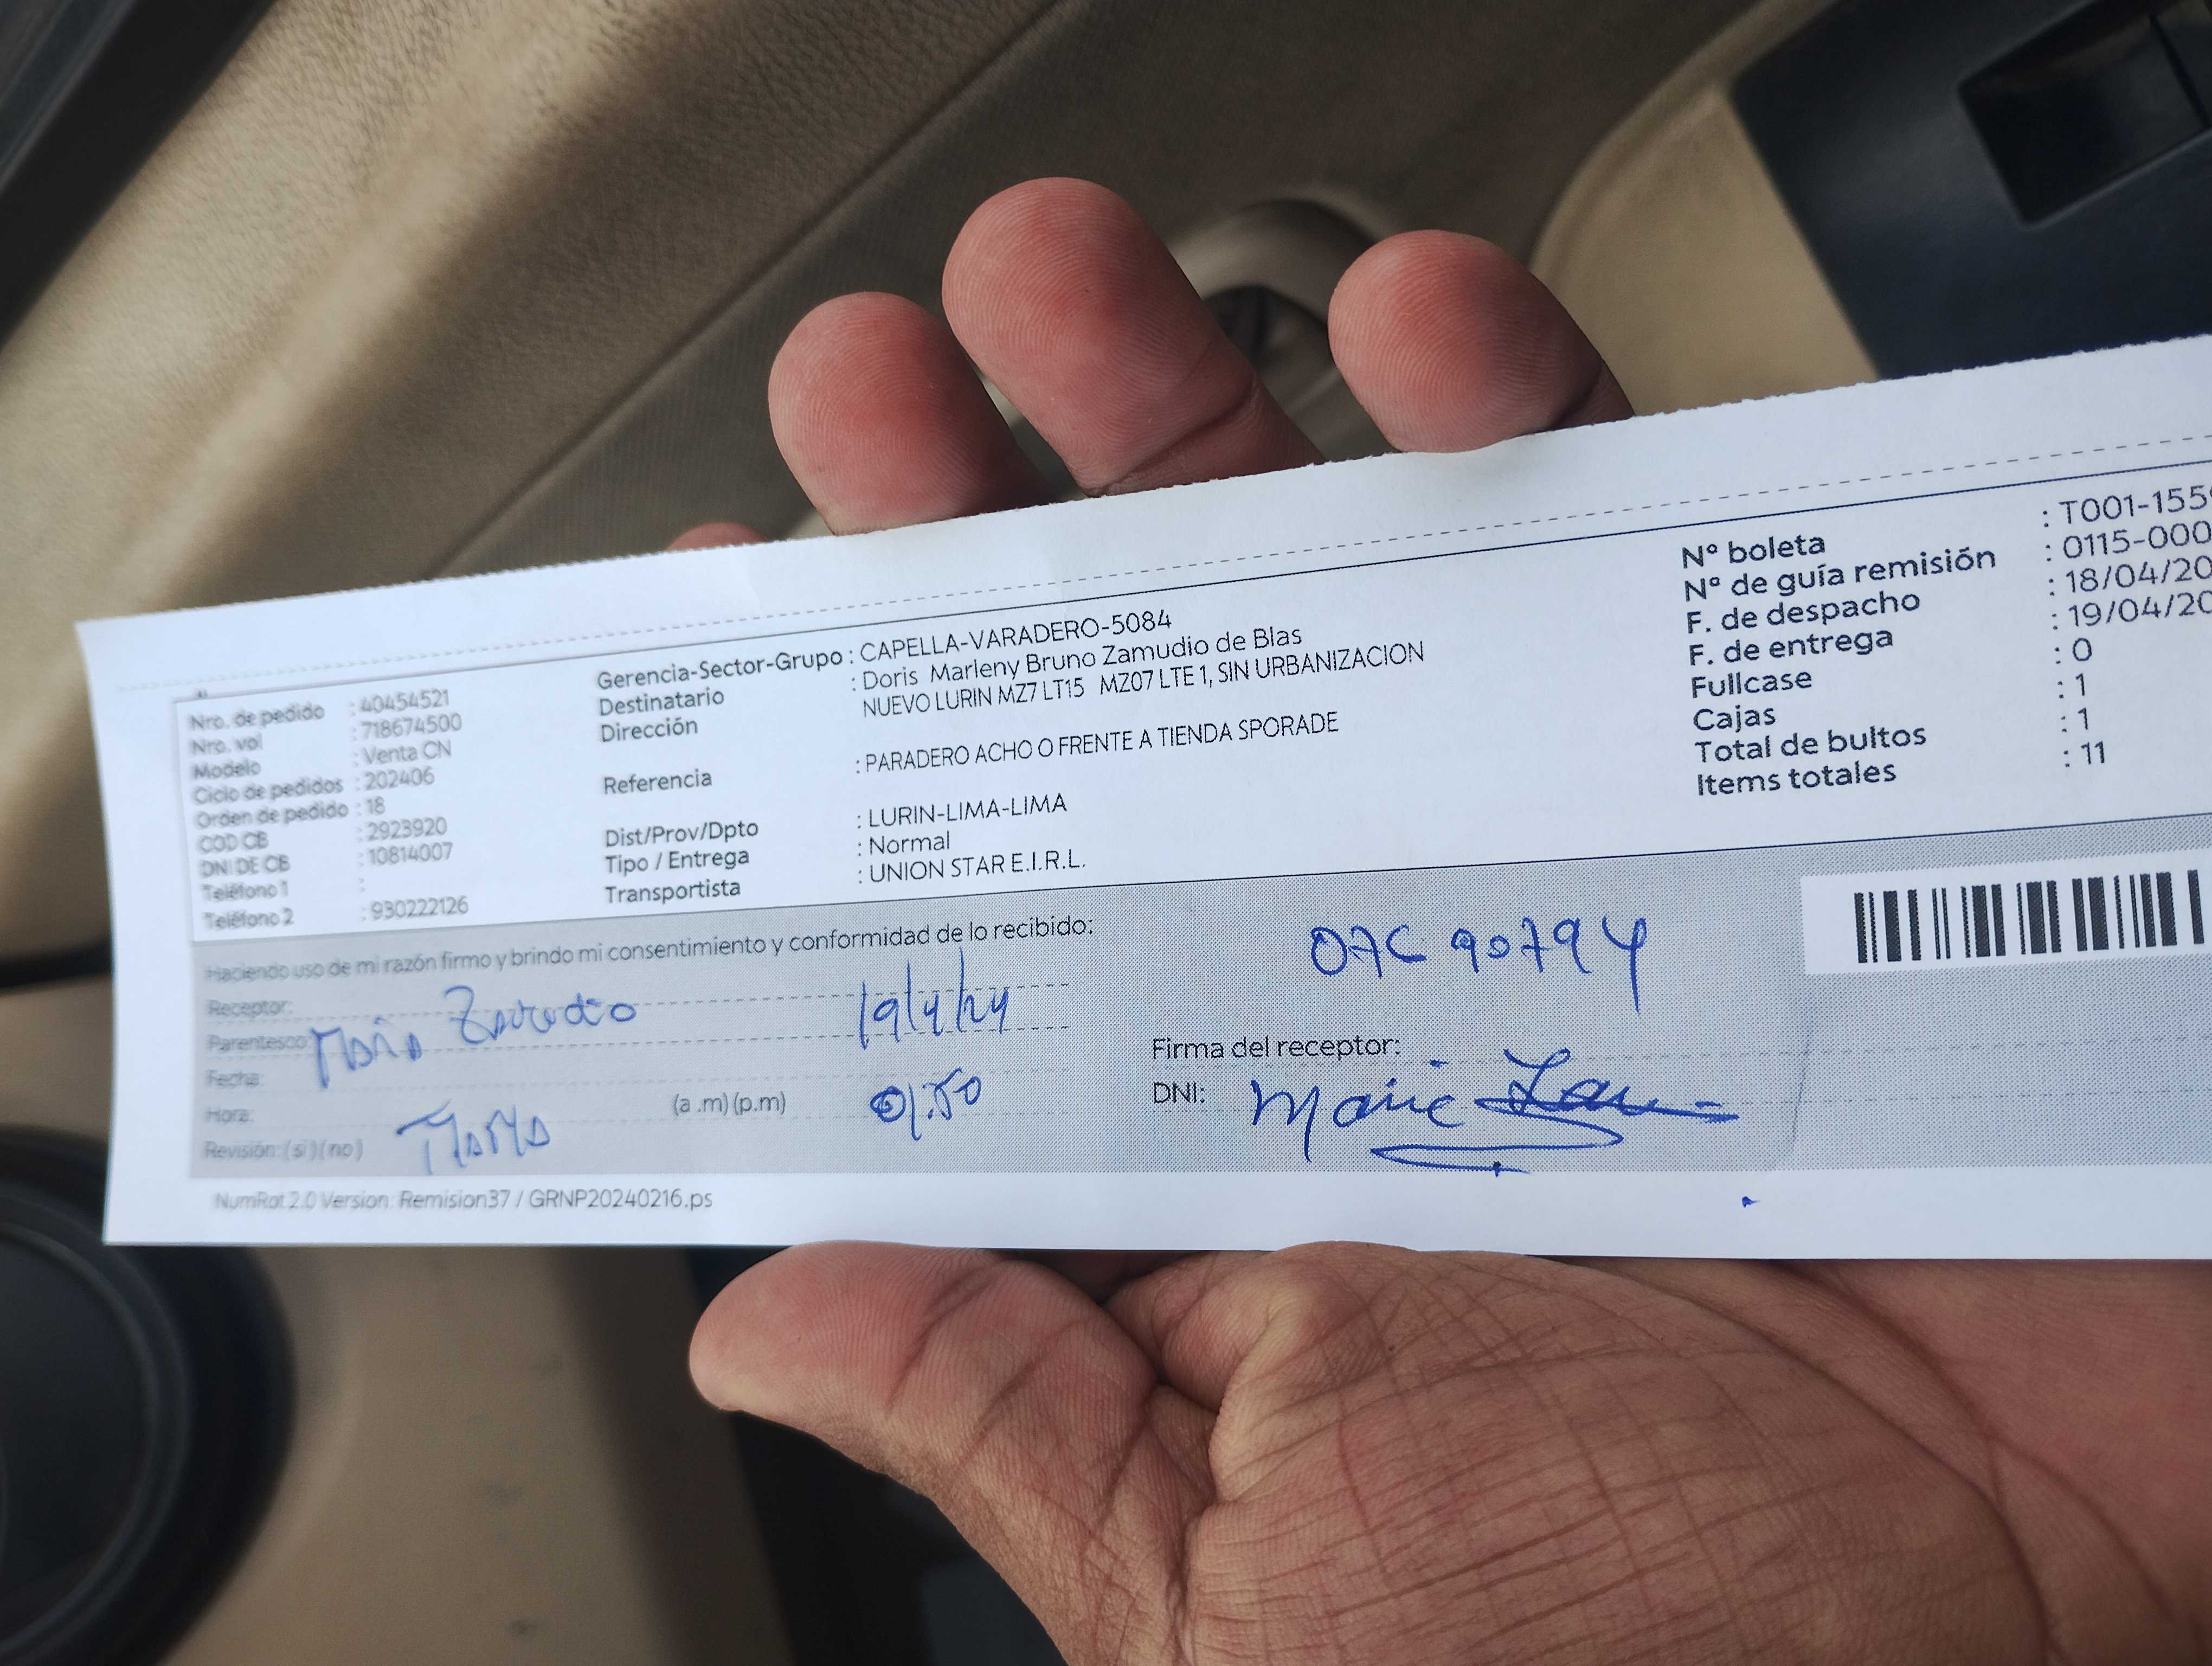 Nro. de pedido : 40454521
Nro. vol : 718674500
Modelo : Venta CN
Ciclo de pedidos : 202406
Orden de pedido : 18
COD CB : 2923920
DNI DE CB : 10814007
Teléfono 1 :
Teléfono 2 : 930222126
Gerencia-Sector-Grupo : CAPELLA-VARADERO-5084
Destinatario : Doris Marleny Bruno Zamudio de Blas
Dirección NUEVO LURIN MZ7 LT15 MZ07 LTE 1, SIN URBANIZACION
Referencia : PARADERO ACHO O FRENTE A TIENDA SPORADE
Dist/Prov/Dpto : LURIN-LIMA-LIMA
Tipo / Entrega : Normal
Transportista : UNION STAR E.I.R.L.
N° boleta : T001-155
N° de guía remisión : 0115-000
F. de despacho : 18/04/20
F. de entrega : 19/04/20
Fullcase : 0
Cajas : 1
Total de bultos : 1
Items totales : 11
Haciendo uso de mi razón firmo y brindo mi consentimiento y conformidad de lo recibido:
Receptor:
Parentesco:
Fecha: 19/4/24
Hora: (a .m) (p.m)
Revisión: (si) (no)
Firma del receptor:
DNI:
NumRot 2.0 Version: Remision37 / GRNP20240216.ps